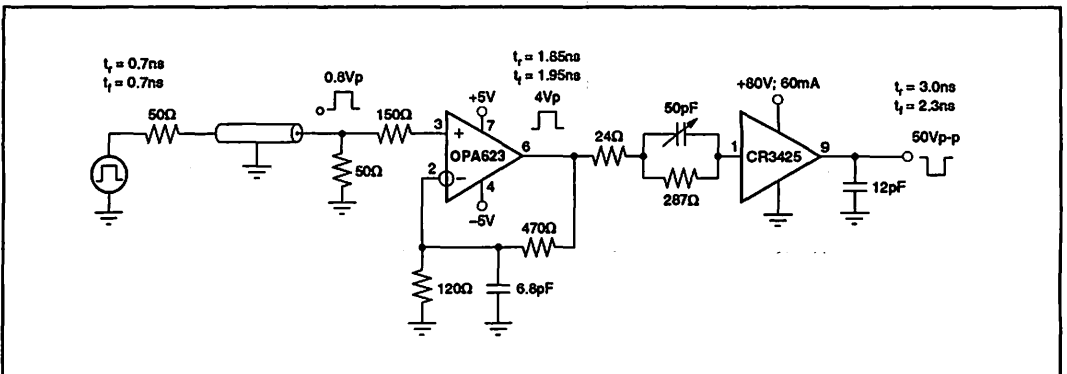 tr = 0.7ns
tf = 0.7ns
50Ω
0.8Vp
50Ω
150Ω
3
+
2
–
+5V
7
OPA623
4
–5V
6
tr = 1.85ns
tf = 1.95ns
4Vp
470Ω
120Ω
6.8pF
24Ω
50pF
287Ω
+80V; 60mA
1
CR3425
9
tr = 3.0ns
tf = 2.3ns
50Vp-p
12pF